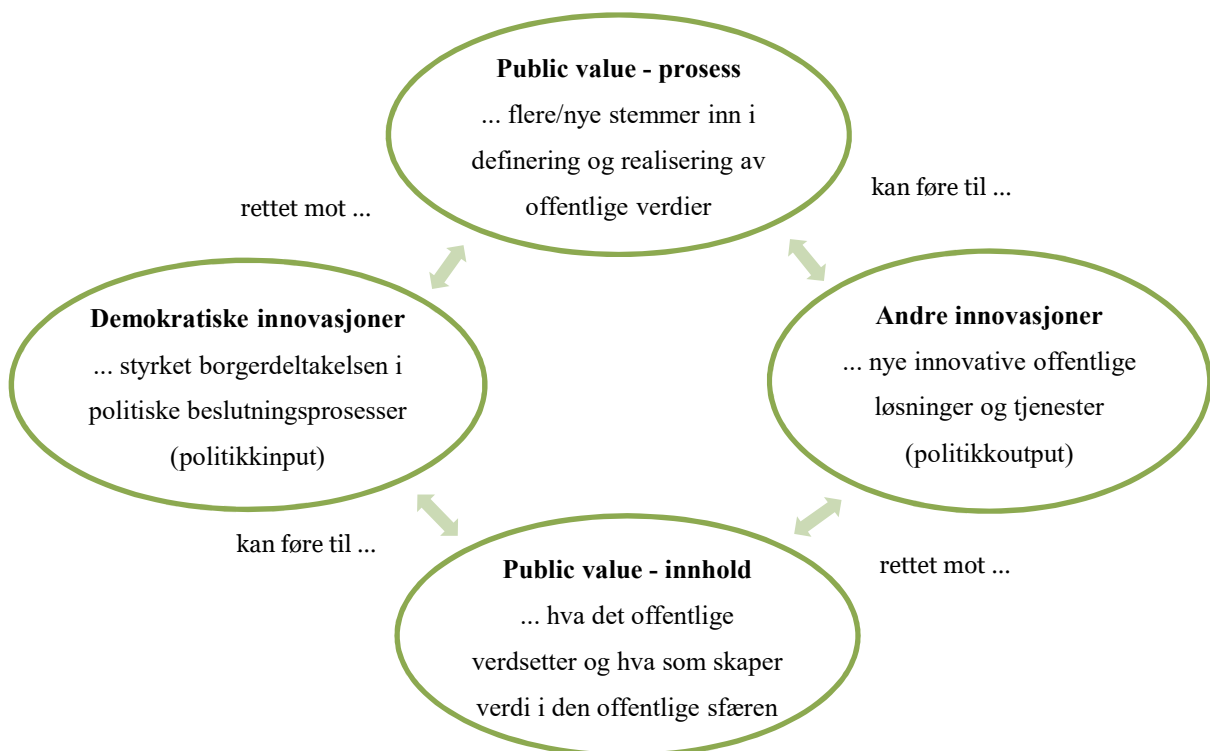 Public value - prosess
... flere/nye stemmer inn i
definering og realisering av
offentlige verdier
rettet mot ...
kan føre til ...
Demokratiske innovasjoner
... styrket borgerdeltakelsen i
politiske beslutningsprosesser
(politikkinput)
Andre innovasjoner
... nye innovative offentlige
løsninger og tjenester
(politikkoutput)
kan føre til ...
rettet mot ...
Public value - innhold
... hva det offentlige
verdsetter og hva som skaper
verdi i den offentlige sfæren